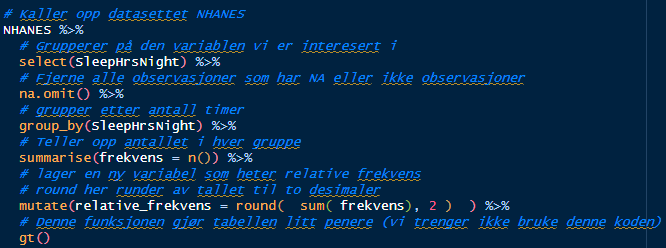 # Kaller opp datasettet NHANES
NHANES %>%
# Grupperer på den variablen vi er interesert i
select(SleepHrsNight) %>%
# Fjerne alle observasjoner som har NA eller ikke observasjoner
na.omit() %>%
# grupper etter antall timer
group_by(SleepHrsNight) %>%
# Teller opp antallet i hver gruppe
summarise(frekvens = n()) %>%
# lager en ny variabel som heter relative frekvens
# round her runder av tallet til to desimaler
mutate(relative_frekvens = round(  sum( frekvens), 2 )  ) %>%
# Denne funksjonen gjør tabellen litt penere (vi trenger ikke bruke denne koden)
gt()